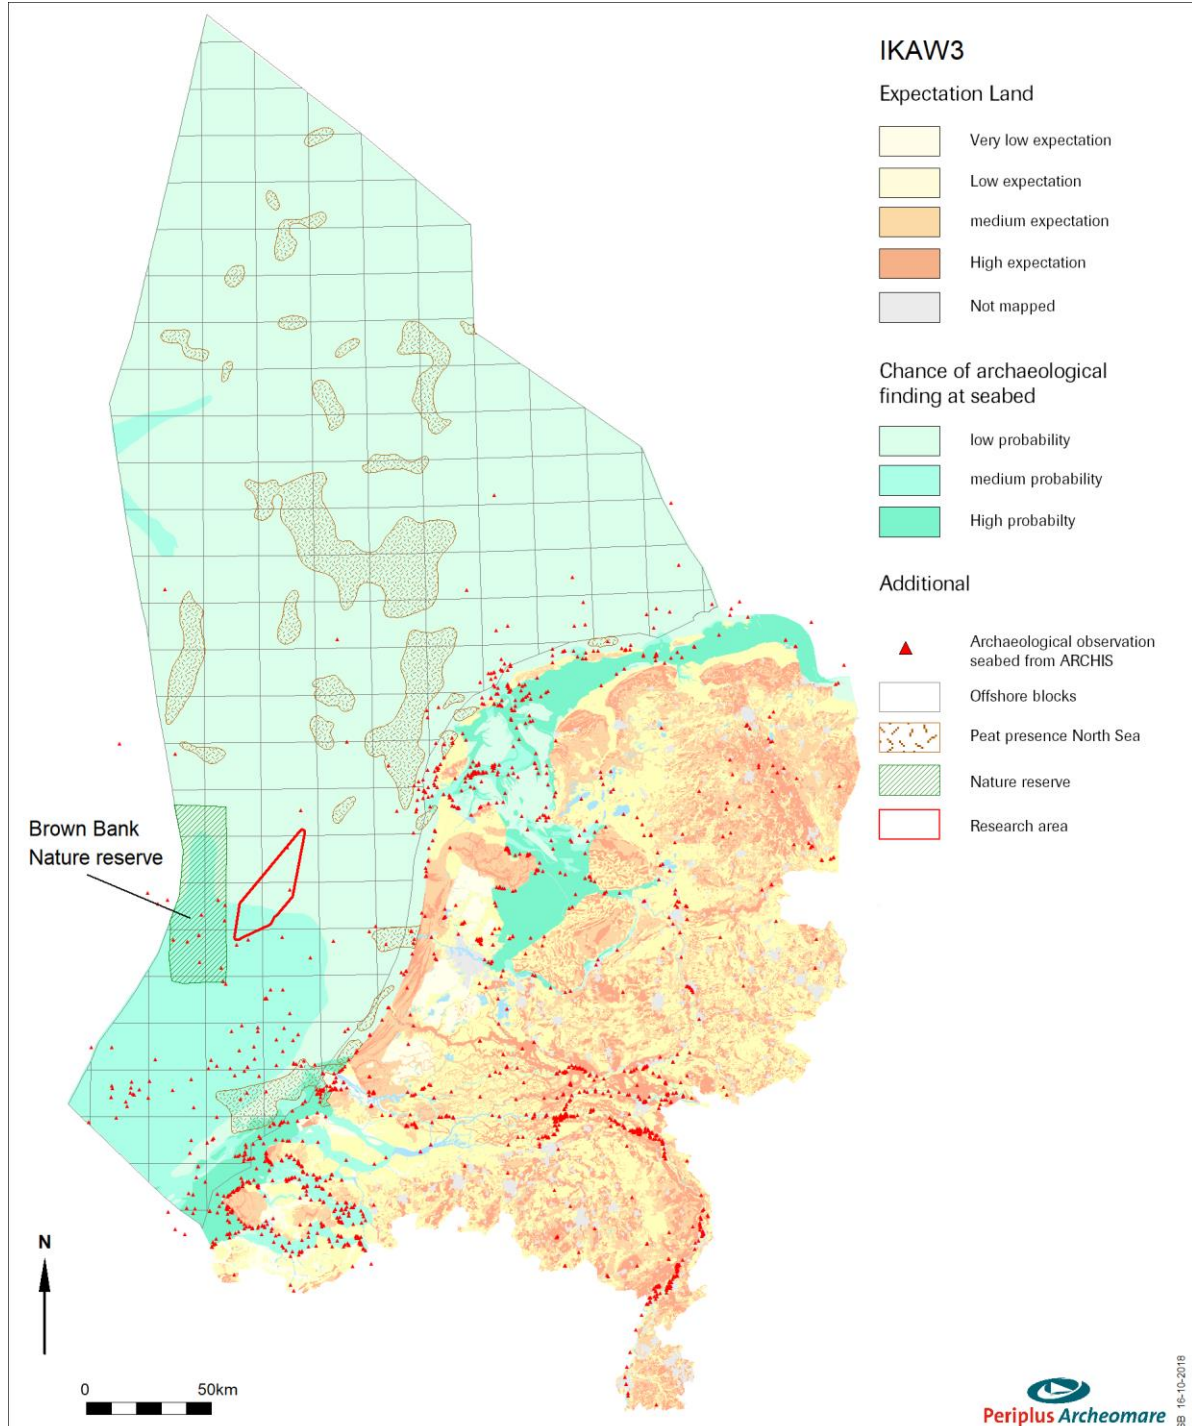 IKAW3
Expectation Land
Very low expectation
Low expectation
medium expectation
High expectation
Not mapped
Chance of archaeological
finding at seabed
low probability
medium probability
High probabilty
Additional
Archaeological observation
seabed from ARCHIS
Offshore blocks
Peat presence North Sea
Nature reserve
Research area
Brown Bank
Nature reserve
N
0 50km
Periplus Archeomare
SB 16-10-2018